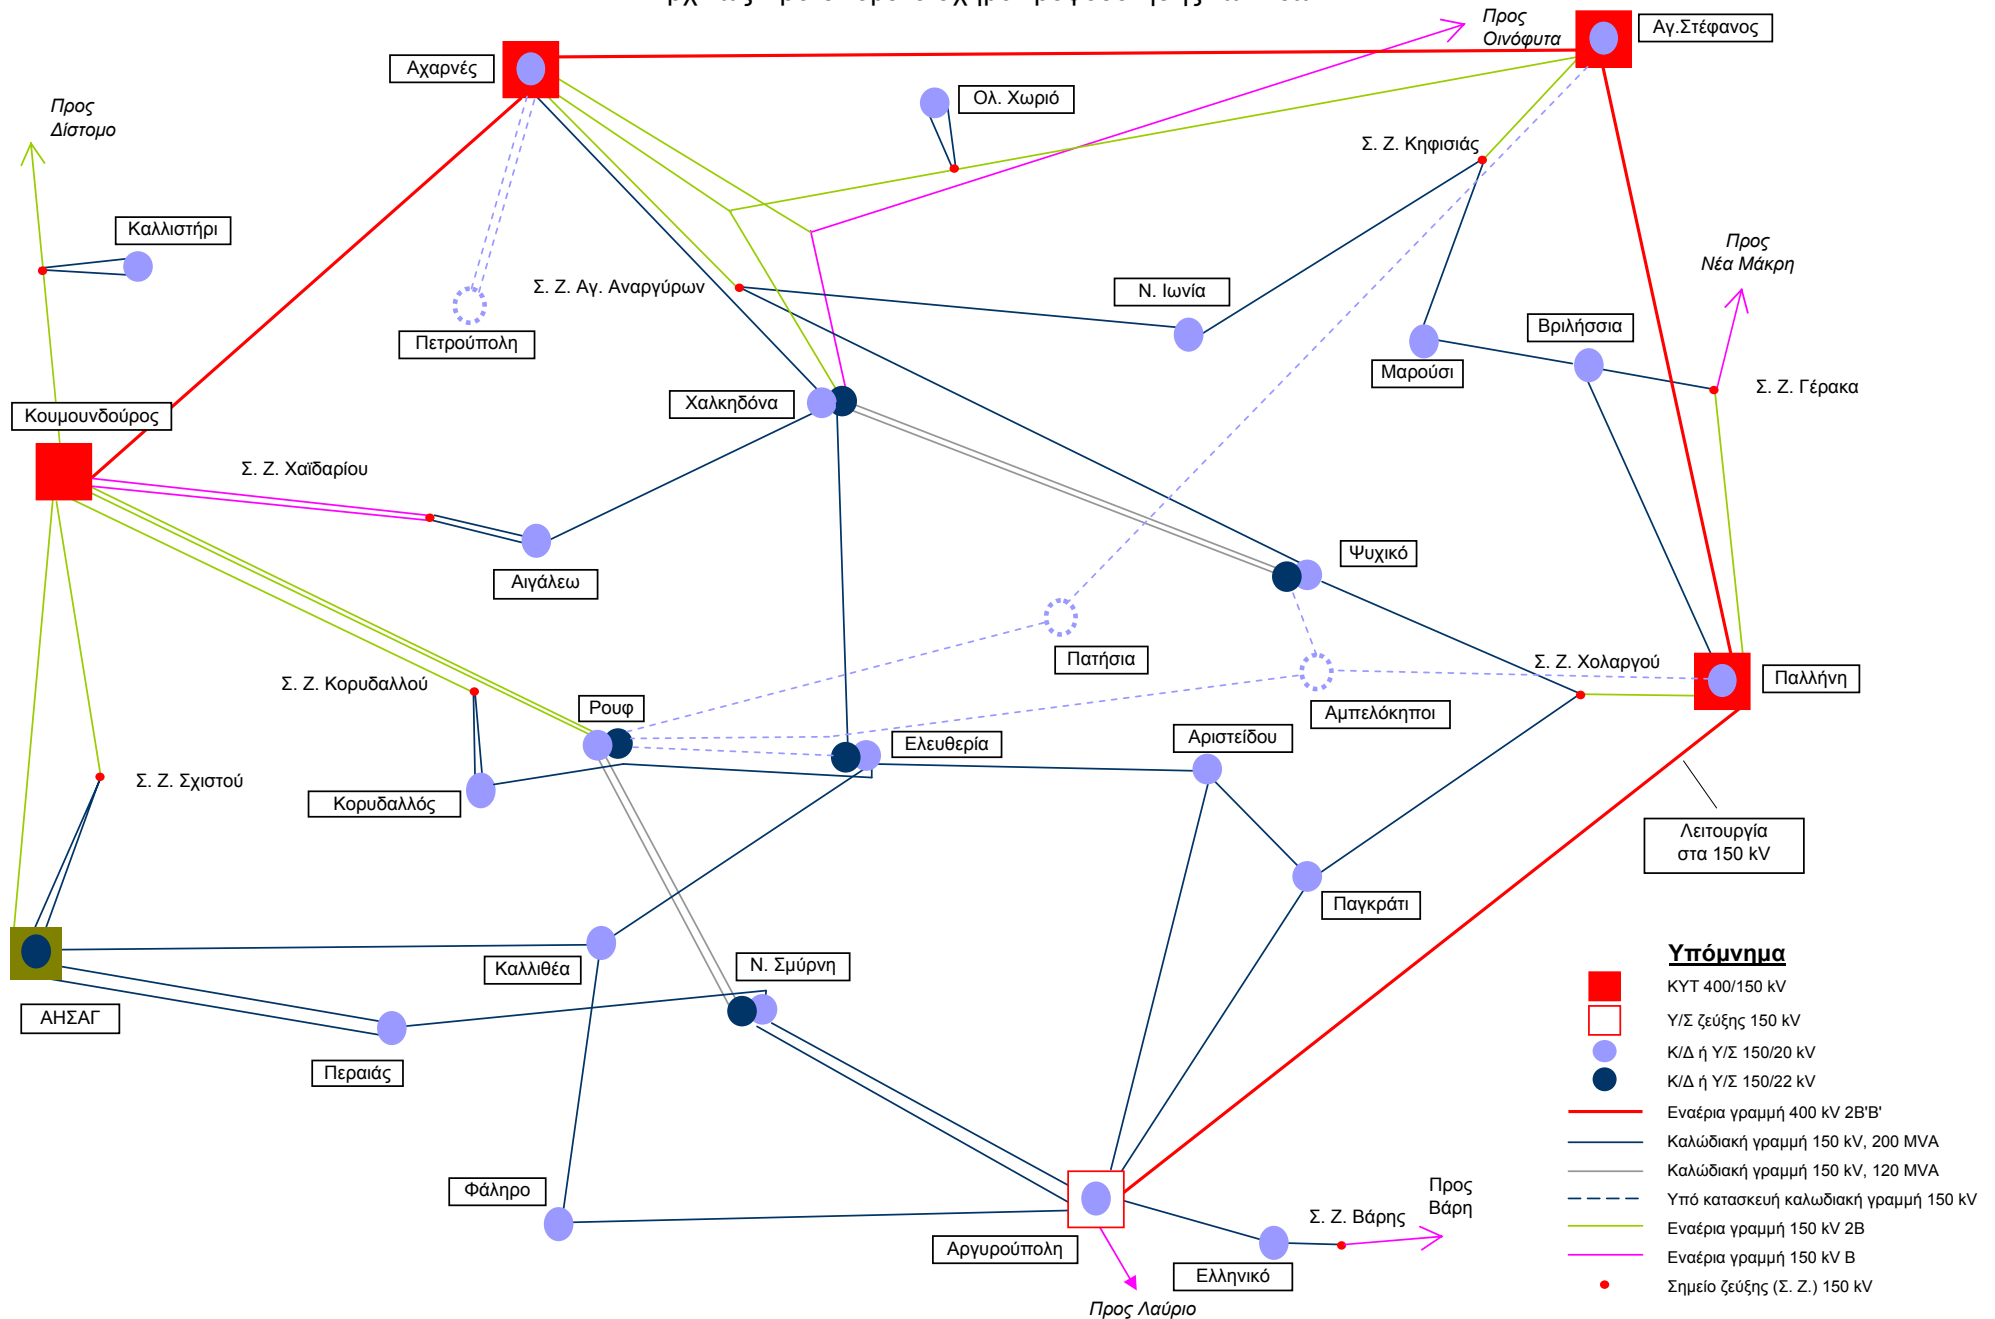 Προς
Οινόφυτα
Αγ.Στέφανος
Αχαρνές
Ολ. Χωριό
Προς
Δίστομο
Σ. Ζ. Κηφισιάς
Καλλιστήρι
Προς
Νέα Μάκρη
Σ. Ζ. Αγ. Αναργύρων
Ν. Ιωνία
Πετρούπολη
Βριλήσσια
Μαρούσι
Σ. Ζ. Γέρακα
Κουμουνδούρος
Χαλκηδόνα
Σ. Ζ. Χαϊδαρίου
Αιγάλεω
Ψυχικό
Πατήσια
Σ. Ζ. Χολαργού
Παλλήνη
Σ. Ζ. Κορυδαλλού
Ρουφ
Αμπελόκηποι
Ελευθερία
Αριστείδου
Σ. Ζ. Σχιστού
Κορυδαλλός
Λειτουργία
στα 150 kV
Παγκράτι
Καλλιθέα
Ν. Σμύρνη
ΑΗΣΑΓ
Περαιάς
Φάληρο
Αργυρούπολη
Σ. Ζ. Βάρης
Προς
Βάρη
Ελληνικό
Προς Λαύριο
Υπόμνημα
ΚΥΤ 400/150 kV
Υ/Σ ζεύξης 150 kV
Κ/Δ ή Υ/Σ 150/20 kV
Κ/Δ ή Υ/Σ 150/22 kV
Εναέρια γραμμή 400 kV 2Β'Β'
Καλώδιακή γραμμή 150 kV, 200 MVA
Καλώδιακή γραμμή 150 kV, 120 MVA
Υπό κατασκευή καλωδιακή γραμμή 150 kV
Εναέρια γραμμή 150 kV 2Β
Εναέρια γραμμή 150 kV Β
Σημείο ζεύξης (Σ. Ζ.) 150 kV